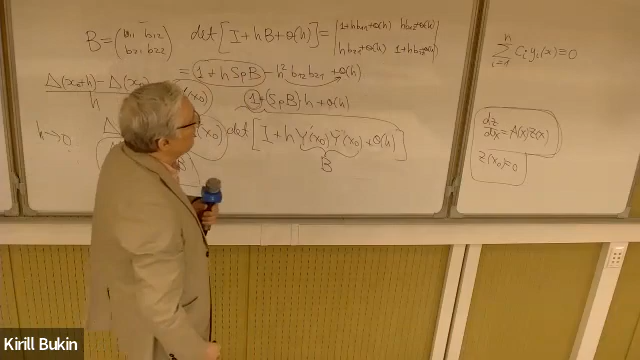 B = (b₁₁ b₁₂
b₂₁ b₂₂)
det[I + hB + o(h)] = |1+hb₁₁+o(h) hb₁₂+o(h)|
|hb₂₁+o(h) 1+hb₂₂+o(h)|
= 1 + h Sp B - h² b₁₂ b₂₁ + o(h)
Δ(x₀+h) - Δ(x₀)
h
1 + (Sp B) h + o(h)
h→0
(x₀) det[I + h Y'(x₀) Y⁻¹(x₀) + o(h)]
B
n
∑ Cᵢ yᵢ(x) = 0
i=1
dz/dx = A(x) z(x)
z(x₀) = 0
Kirill Bukin